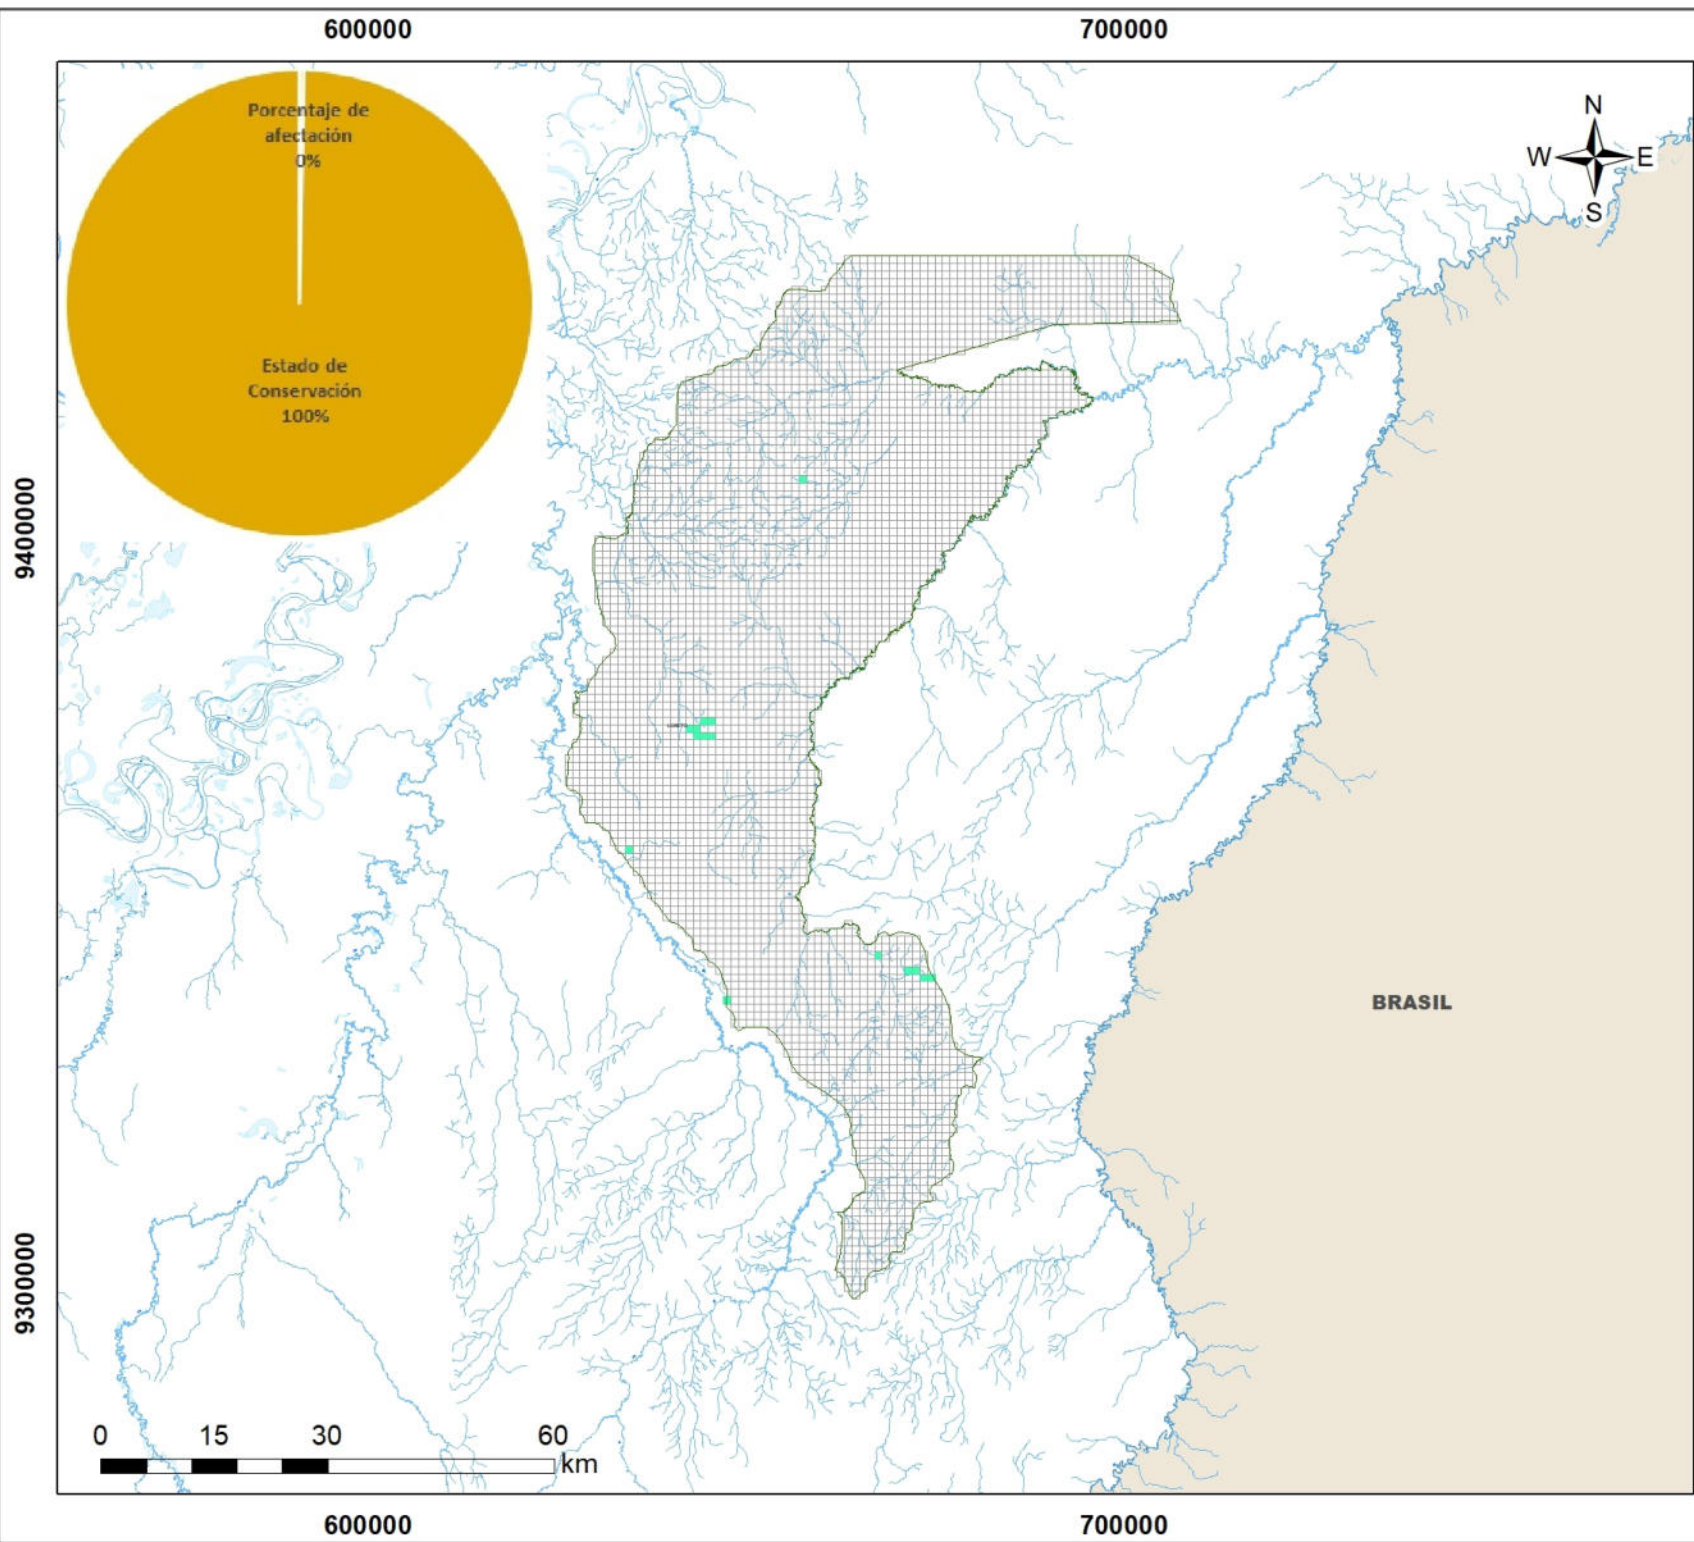 600000
700000
Porcentaje de
afectación
0%
N
W
E
S
Estado de
Conservación
100%
9400000
BRASIL
9300000
0
15
30
60
km
600000
700000